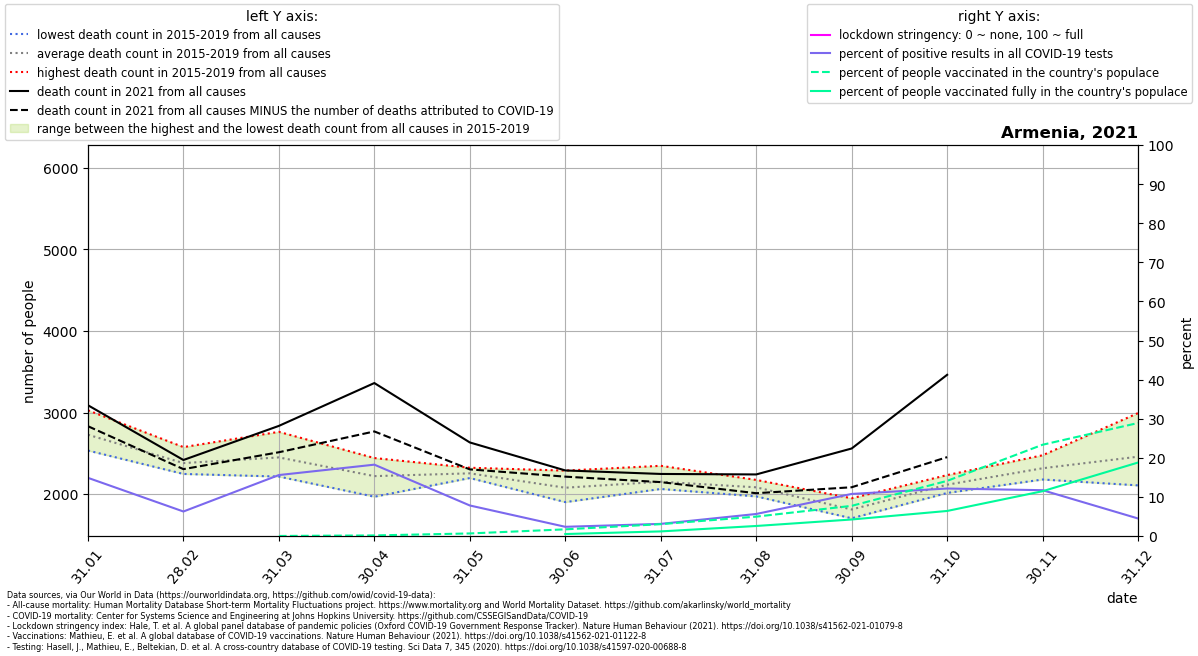 left Y axis:
lowest death count in 2015-2019 from all causes
average death count in 2015-2019 from all causes
highest death count in 2015-2019 from all causes
death count in 2021 from all causes
death count in 2021 from all causes MINUS the number of deaths attributed to COVID-19
range between the highest and the lowest death count from all causes in 2015-2019
right Y axis:
lockdown stringency: 0 ~ none, 100 ~ full
percent of positive results in all COVID-19 tests
percent of people vaccinated in the country's populace
percent of people vaccinated fully in the country's populace
Armenia, 2021
6000
5000
4000
3000
2000
number of people
100
90
80
70
60
50
40
30
20
10
0
percent
31.01
28.02
31.03
30.04
31.05
30.06
31.07
31.08
30.09
31.10
30.11
31.12
date
Data sources, via Our World in Data (https://ourworldindata.org, https://github.com/owid/covid-19-data):
- All-cause mortality: Human Mortality Database Short-term Mortality Fluctuations project. https://www.mortality.org and World Mortality Dataset. https://github.com/akarlinsky/world_mortality
- COVID-19 mortality: Center for Systems Science and Engineering at Johns Hopkins University. https://github.com/CSSEGISandData/COVID-19
- Lockdown stringency index: Hale, T. et al. A global panel database of pandemic policies (Oxford COVID-19 Government Response Tracker). Nature Human Behaviour (2021). https://doi.org/10.1038/s41562-021-01079-8
- Vaccinations: Mathieu, E. et al. A global database of COVID-19 vaccinations. Nature Human Behaviour (2021). https://doi.org/10.1038/s41562-021-01122-8
- Testing: Hasell, J., Mathieu, E., Beltekian, D. et al. A cross-country database of COVID-19 testing. Sci Data 7, 345 (2020). https://doi.org/10.1038/s41597-020-00688-8